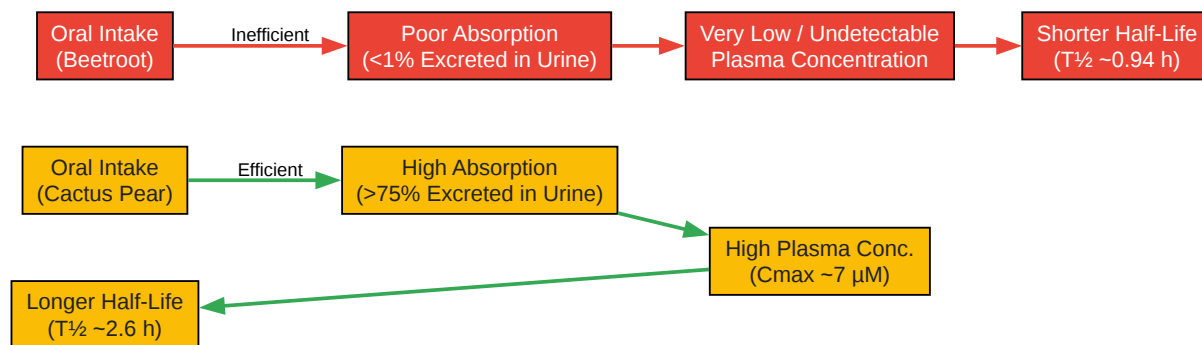 Oral Intake
(Beetroot)
Inefficient
Poor Absorption
(<1% Excreted in Urine)
Very Low / Undetectable
Plasma Concentration
Shorter Half-Life
(T½ ~0.94 h)
Oral Intake
(Cactus Pear)
Efficient
High Absorption
(>75% Excreted in Urine)
High Plasma Conc.
(Cmax ~7 µM)
Longer Half-Life
(T½ ~2.6 h)